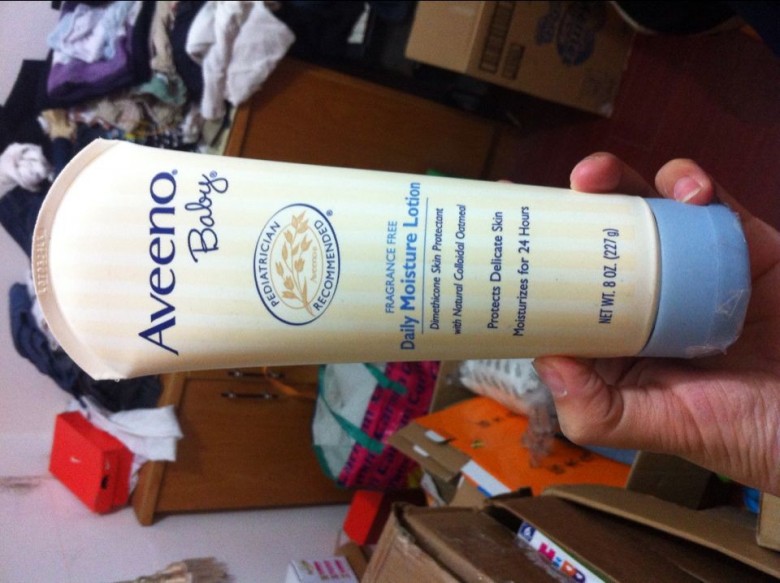 Aveeno®
Baby®
PEDIATRICIAN
Aveeno
RECOMMENDED®
FRAGRANCE FREE
Daily Moisture Lotion
Dimethicone Skin Protectant
with Natural Colloidal Oatmeal
Protects Delicate Skin
Moisturizes for 24 Hours
NET WT. 8 OZ. (227 g)